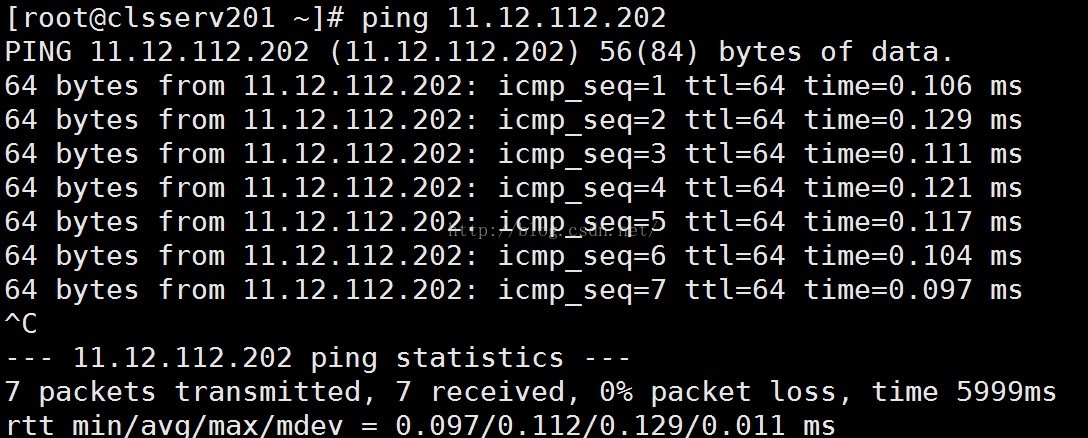 [root@clsserv201 ~]# ping 11.12.112.202
PING 11.12.112.202 (11.12.112.202) 56(84) bytes of data.
64 bytes from 11.12.112.202: icmp_seq=1 ttl=64 time=0.106 ms
64 bytes from 11.12.112.202: icmp_seq=2 ttl=64 time=0.129 ms
64 bytes from 11.12.112.202: icmp_seq=3 ttl=64 time=0.111 ms
64 bytes from 11.12.112.202: icmp_seq=4 ttl=64 time=0.121 ms
64 bytes from 11.12.112.202: icmp_seq=5 ttl=64 time=0.117 ms
http://blog.csdn.net/
64 bytes from 11.12.112.202: icmp_seq=6 ttl=64 time=0.104 ms
64 bytes from 11.12.112.202: icmp_seq=7 ttl=64 time=0.097 ms
^C
--- 11.12.112.202 ping statistics ---
7 packets transmitted, 7 received, 0% packet loss, time 5999ms
rtt min/avg/max/mdev = 0.097/0.112/0.129/0.011 ms